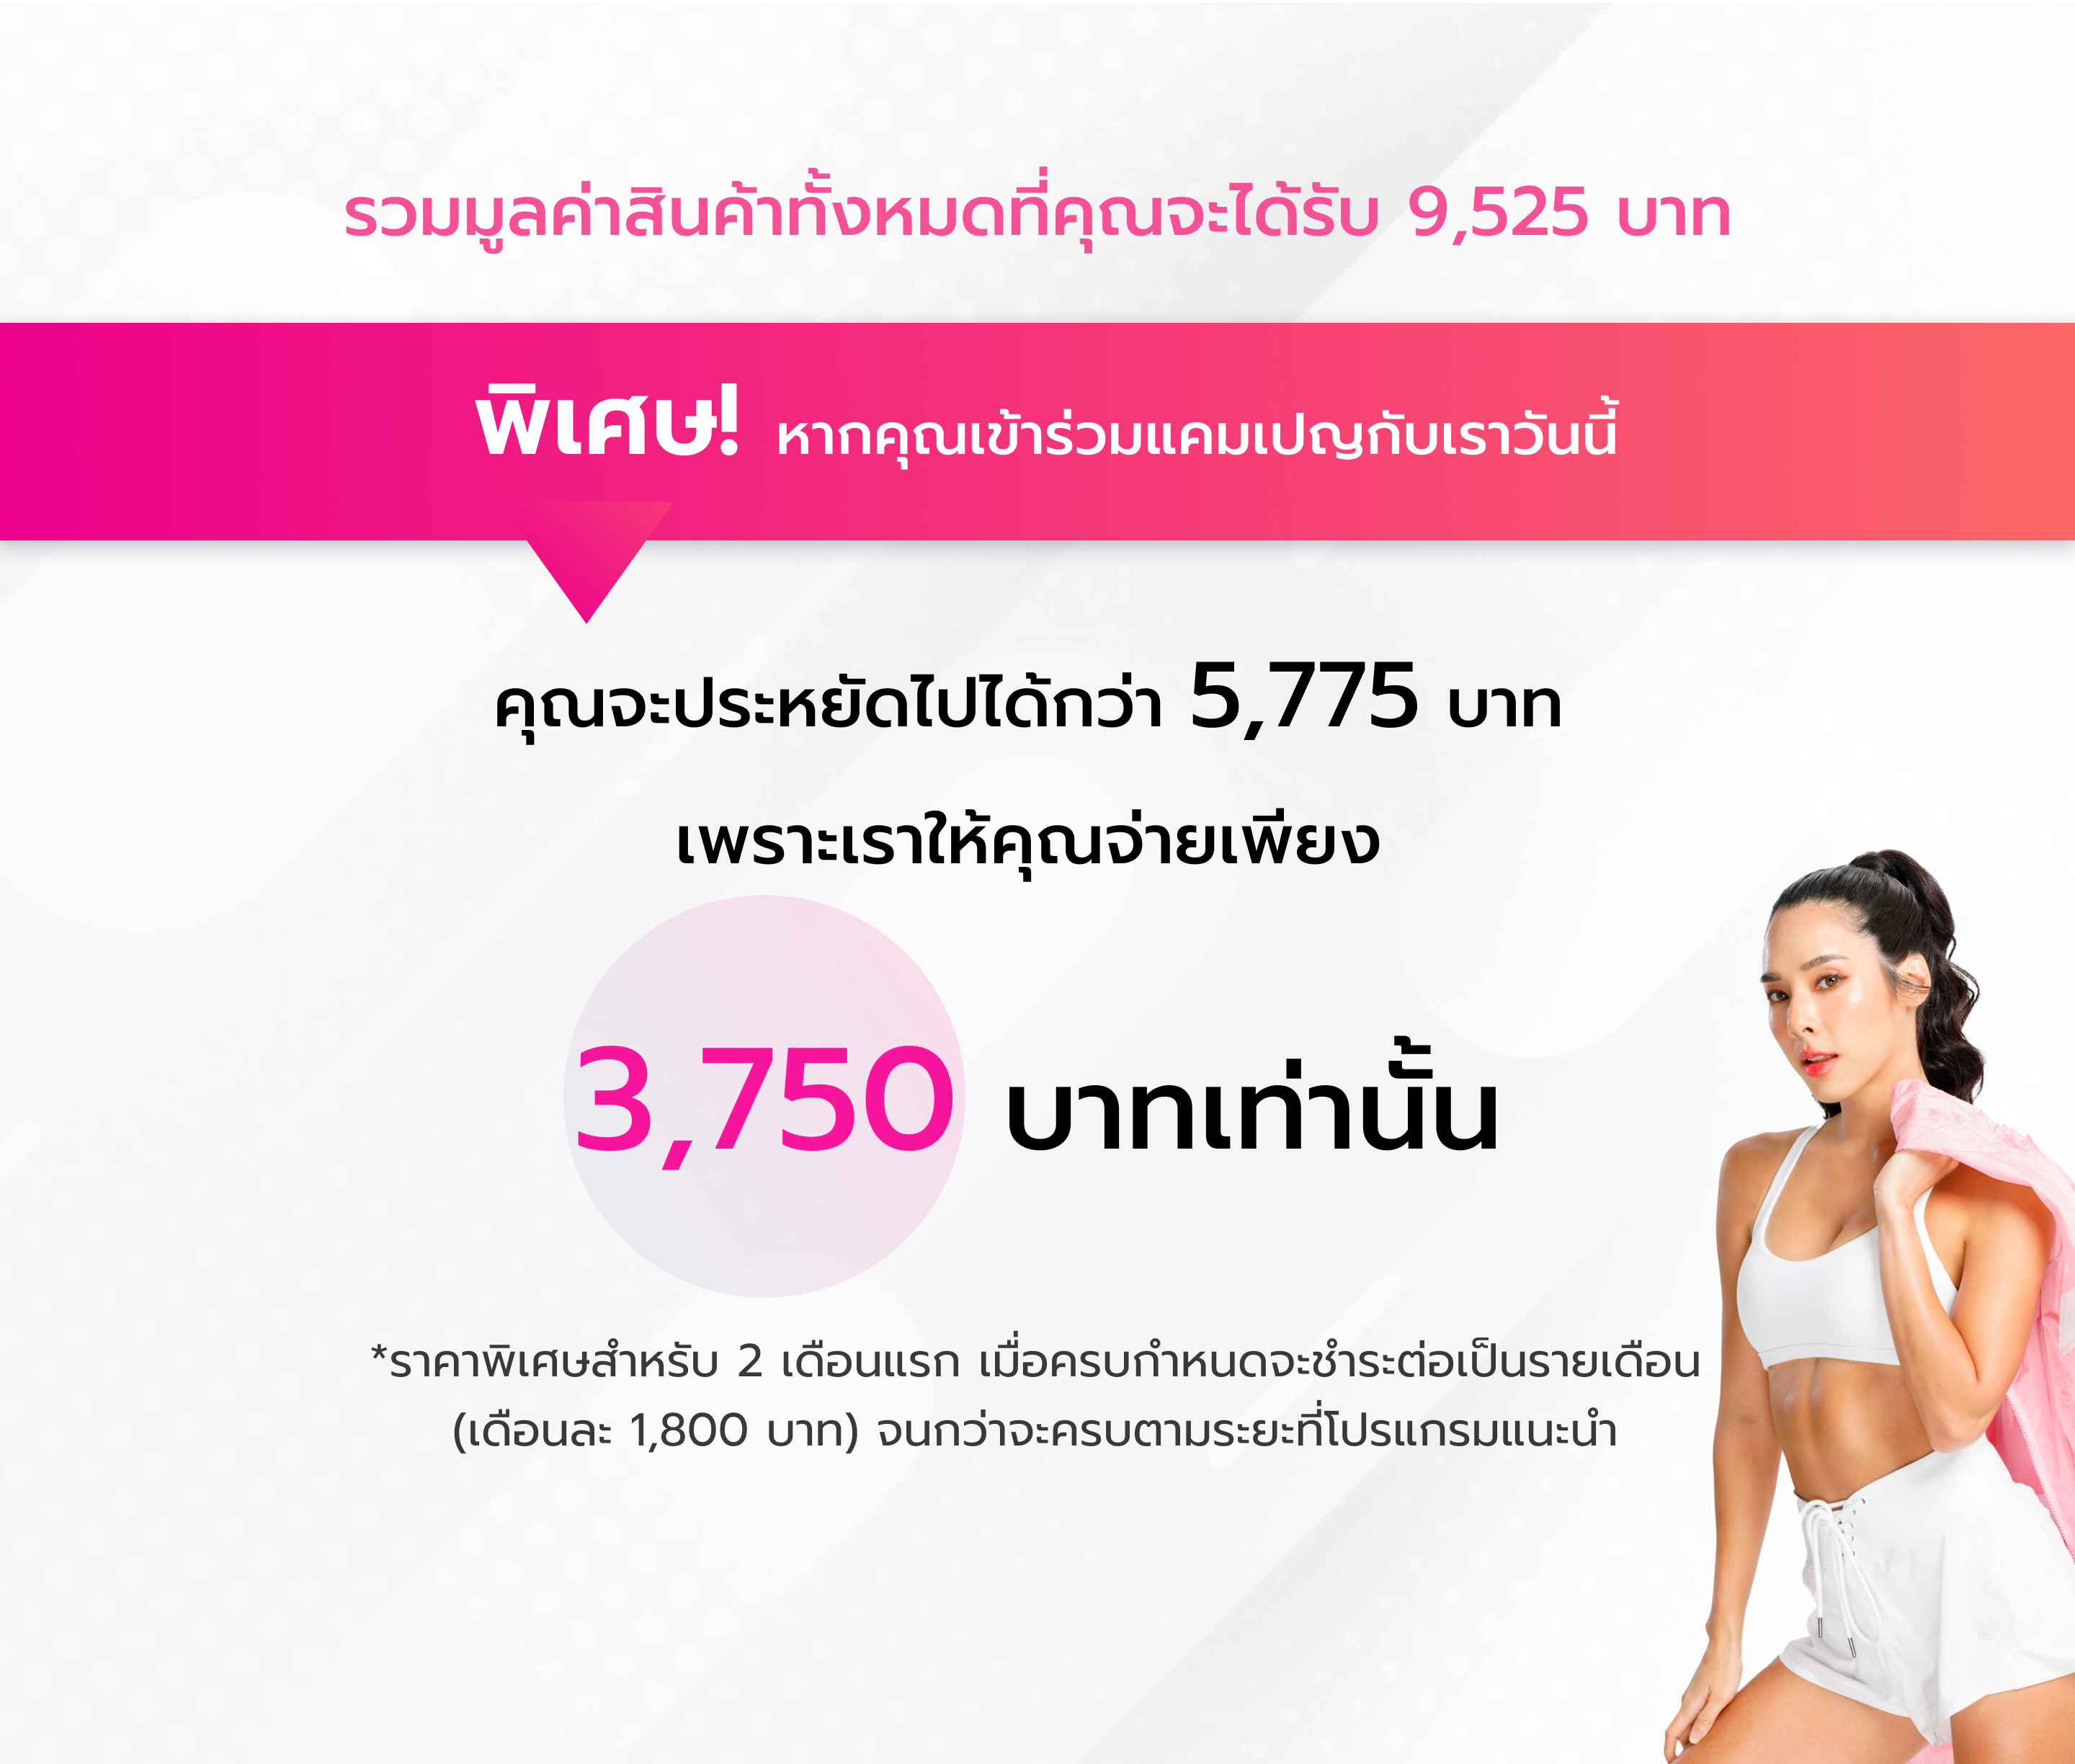 รวมมูลค่าสินค้าทั้งหมดที่คุณจะได้รับ 9,525 บาท
พิเศษ! หากคุณเข้าร่วมแคมเปญกับเราวันนี้
คุณจะประหยัดไปได้กว่า 5,775 บาท
เพราะเราให้คุณจ่ายเพียง
3,750 บาทเท่านั้น
*ราคาพิเศษสำหรับ 2 เดือนแรก เมื่อครบกำหนดจะชำระต่อเป็นรายเดือน
(เดือนละ 1,800 บาท) จนกว่าจะครบตามระยะที่โปรแกรมแนะนำ